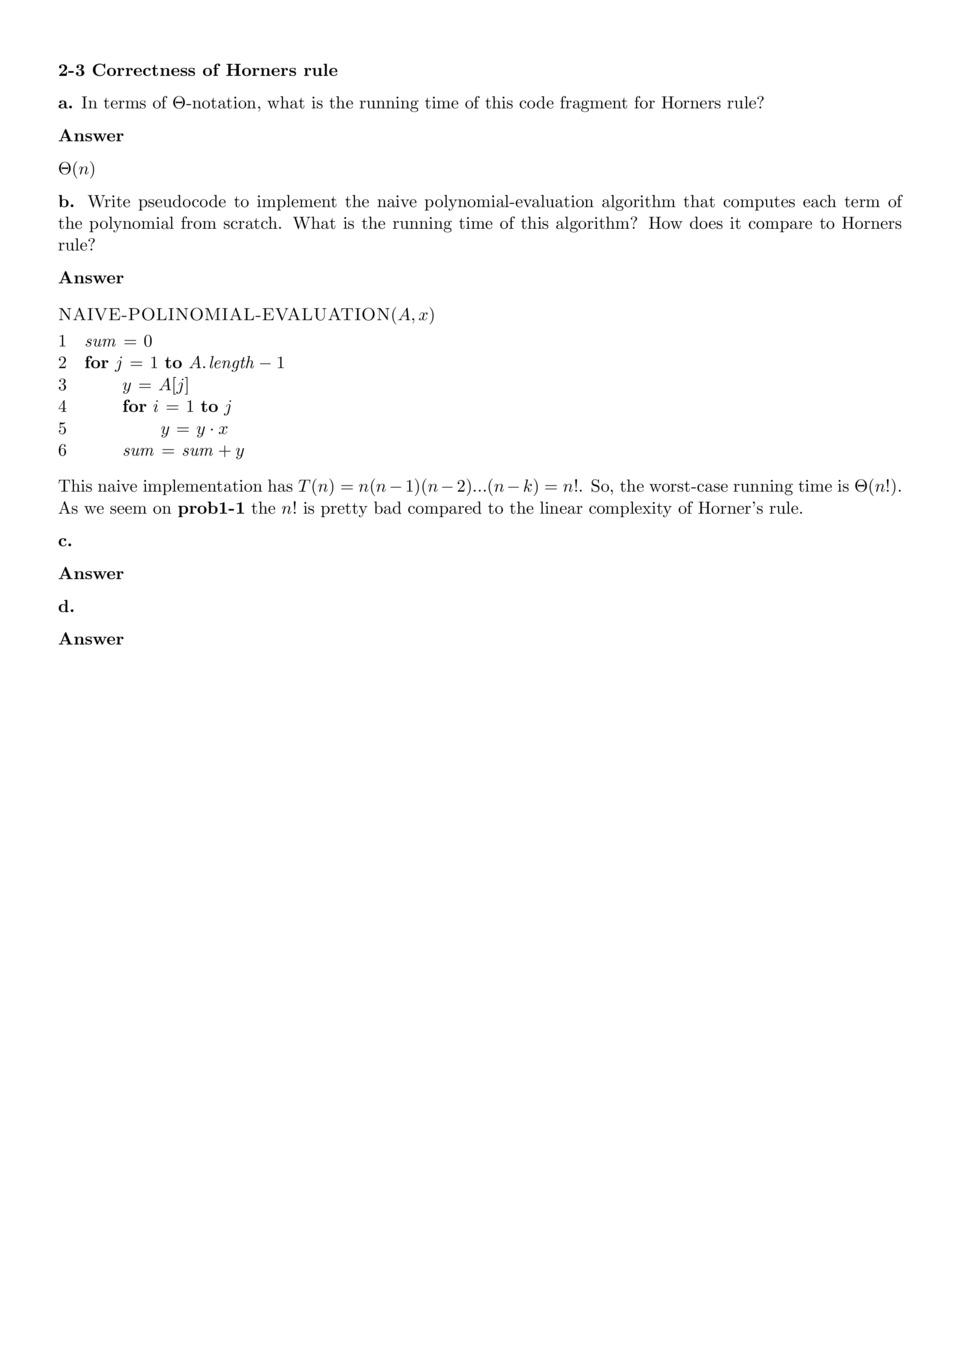 2-3 Correctness of Horners rule
a. In terms of Θ-notation, what is the running time of this code fragment for Horners rule?
Answer
Θ(n)
b. Write pseudocode to implement the naive polynomial-evaluation algorithm that computes each term of
the polynomial from scratch. What is the running time of this algorithm? How does it compare to Horners
rule?
Answer
NAIVE-POLINOMIAL-EVALUATION(A, x)
1 sum = 0
2 for j = 1 to A.length − 1
3 y = A[j]
4 for i = 1 to j
5 y = y · x
6 sum = sum + y
This naive implementation has T(n) = n(n − 1)(n − 2)...(n − k) = n!. So, the worst-case running time is Θ(n!).
As we seem on prob1-1 the n! is pretty bad compared to the linear complexity of Horner's rule.
c.
Answer
d.
Answer